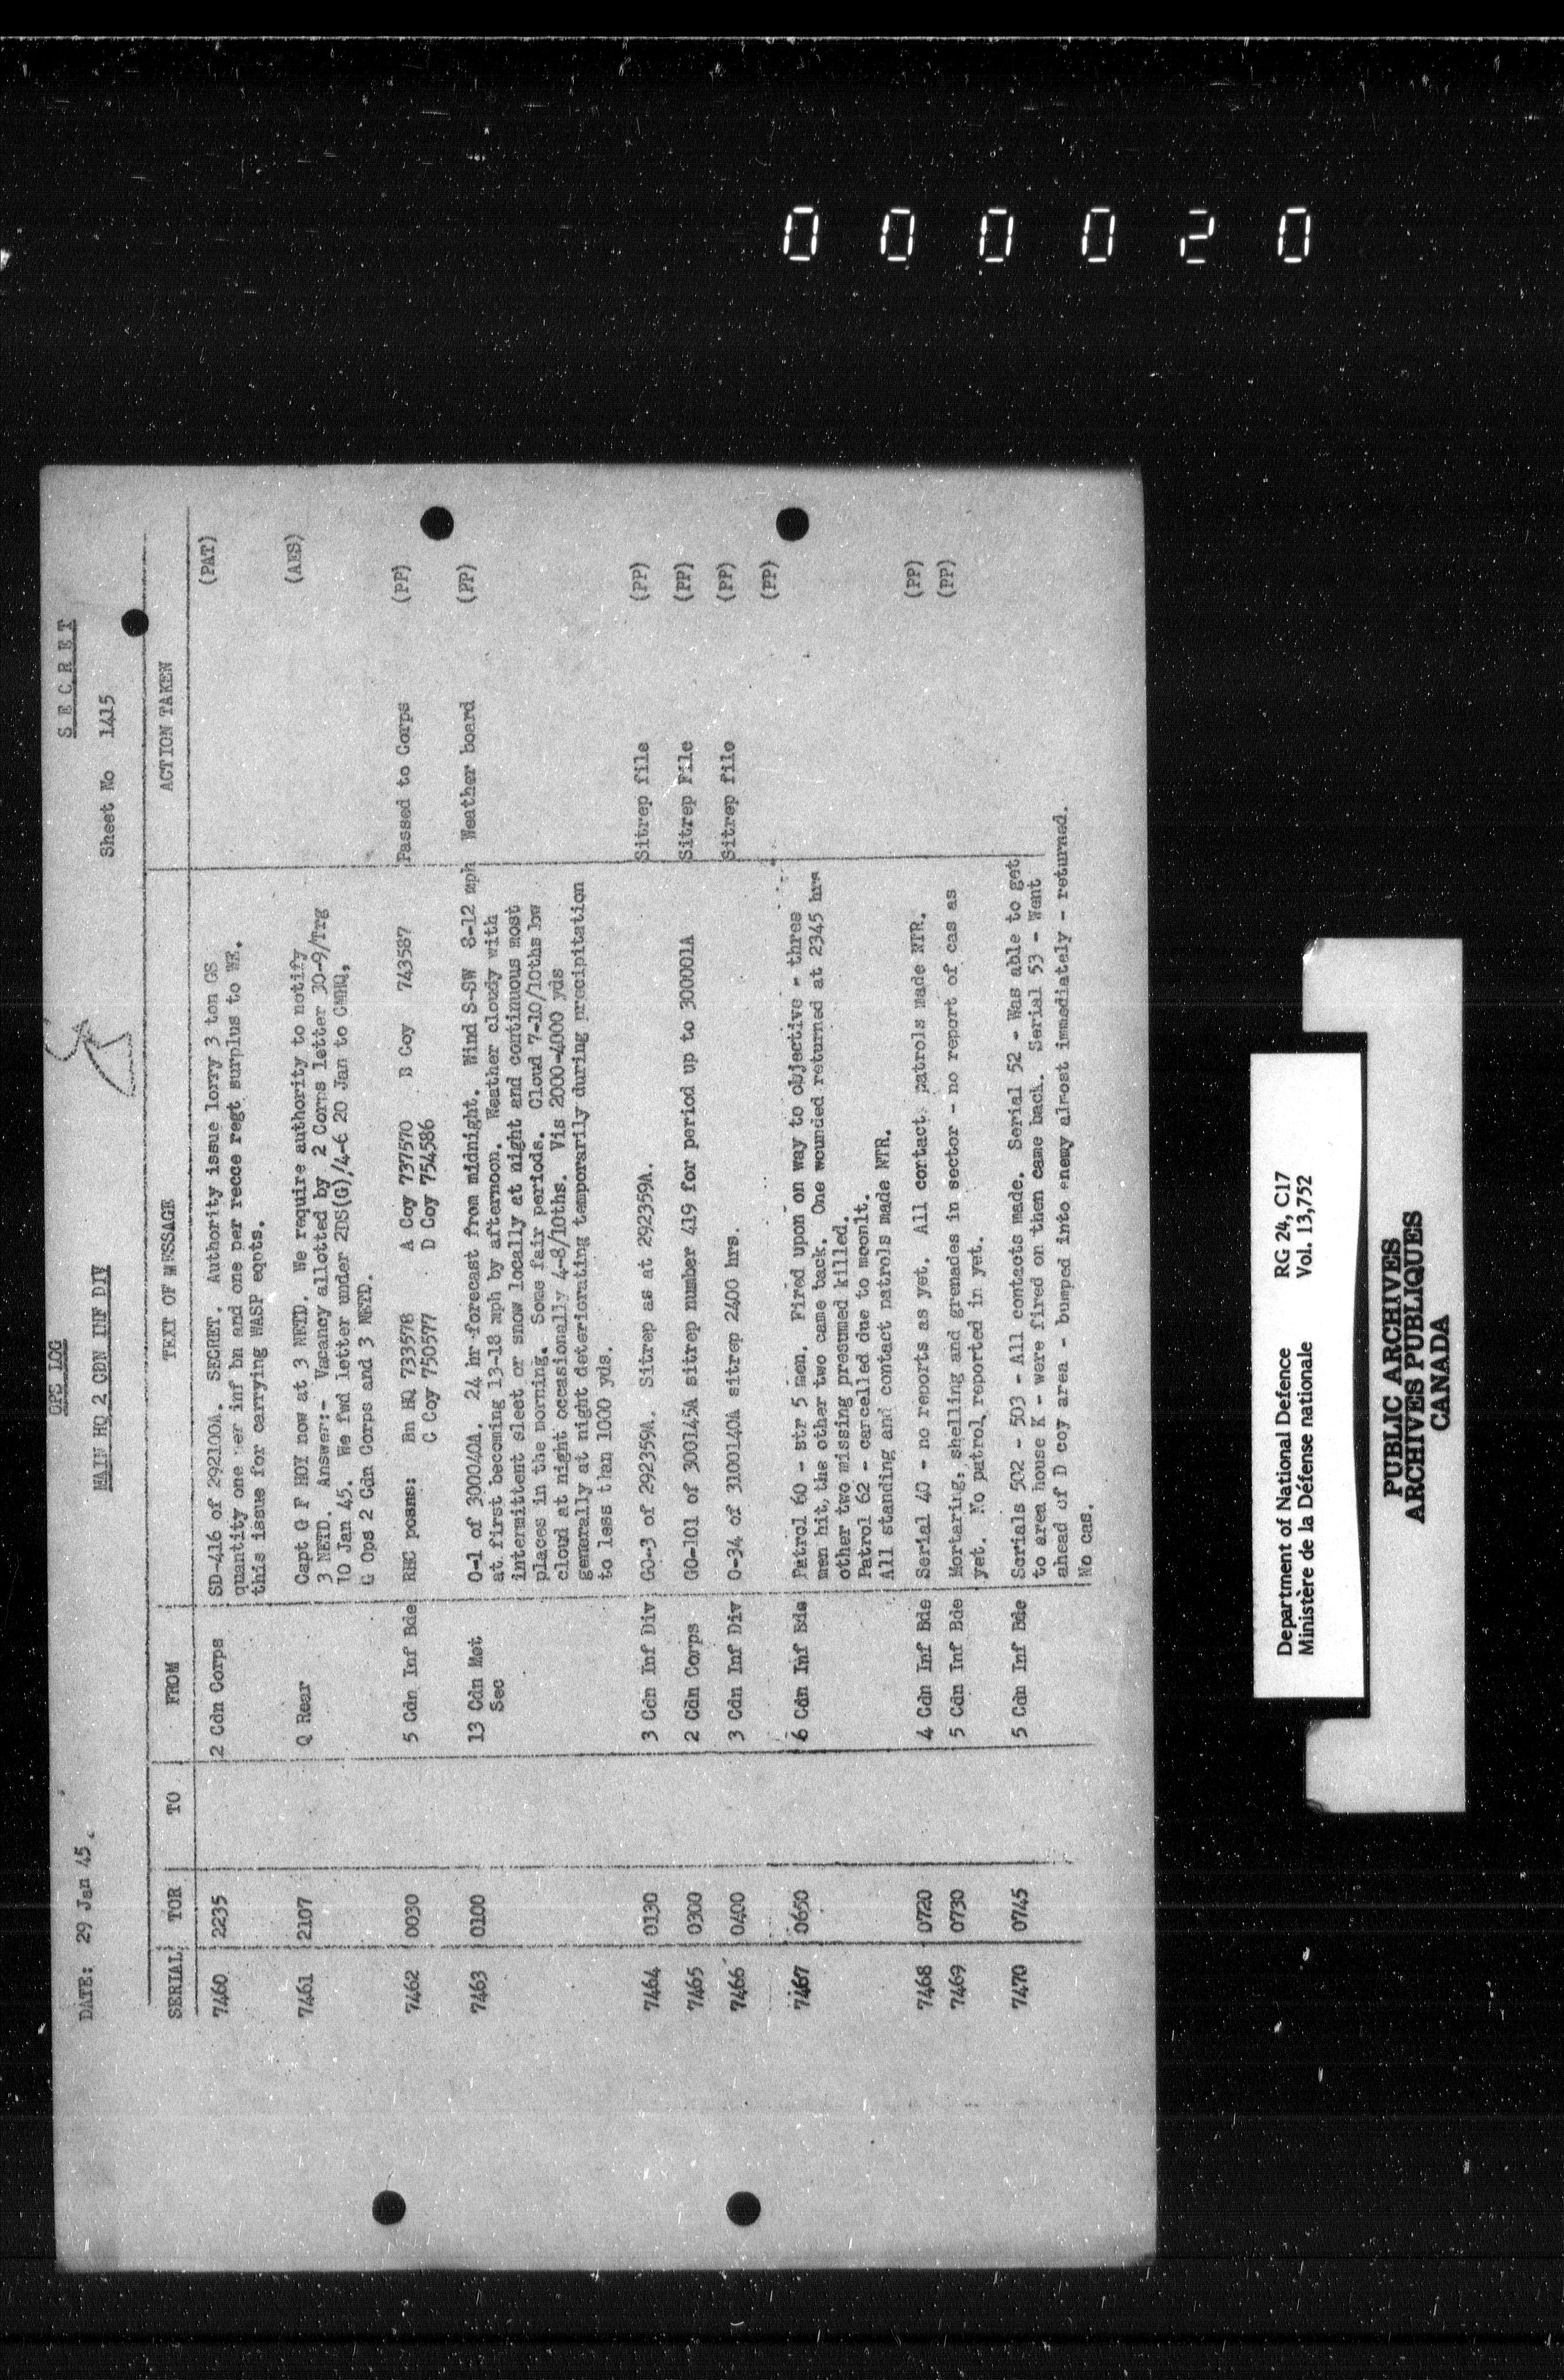 000020
OPS LOG
SECRET
DATE: 29 Jan 45.
MAIN HQ 2 CDN INF DIV
Sheet No 1415
SERIAL TOR TO FROM TEXT OF MESSAGE ACTION TAKEN
7460 2235 2 Cdn Corps SD-416 of 292100A. SECRET. Authority issue lorry 3 ton GS (PAT)
quantity one per inf bn and one per recce regt surplus to WE.
this issue for carrying WASP eqpts.
7461 2107 Q Rear Capt G F HOY now at 3 NETD. We require authority to notify (AES)
3 NETD. Answer:- Vacancy allotted by 2 Corps letter 30-9/Trg
10 Jan 45. We fwd letter under 2DS(G)/4-6 20 Jan to CMHQ,
G Ops 2 Cdn Corps and 3 NETD.
7462 0030 5 Cdn Inf Bde RHC posns: Bn HQ 733578 A Coy 737570 B Coy 743587 Passed to Corps (PP)
C Coy 750577 D Coy 754586
7463 0100 13 Cdn Met O-1 of 300040A. 24 hr forecast from midnight. Wind S-SW 8-12 mph Weather board (PP)
Sec at first becoming 13-18 mph by afternoon. Weather cloudy with
intermittent sleet or snow locally at night and continuous most
places in the morning. Some fair periods. Cloud 7-10/10ths low
cloud at night occasionally 4-8/10ths. Vis 2000-4000 yds
generally at night deteriorating temporarily during precipitation
to less than 1000 yds.
7464 0130 3 Cdn Inf Div GO-3 of 292359A. Sitrep as at 292359A. Sitrep file (PP)
7465 0300 2 Cdn Corps GO-101 of 300145A sitrep number 419 for period up to 300001A Sitrep File (PP)
7466 0400 3 Cdn Inf Div O-34 of 3100140A sitrep 2400 hrs. Sitrep file (PP)
7467 0650 6 Cdn Inf Bde Patrol 60 - str 5 men. Fired upon on way to objective - three (PP)
men hit, the other two came back. One wounded returned at 2345 hrs
other two missing presumed killed.
Patrol 62 - cancelled due to moonlt.
All standing and contact patrols made NTR.
7468 0720 4 Cdn Inf Bde Serial 40 - no reports as yet. All contact patrols made NTR. (PP)
7469 0730 5 Cdn Inf Bde Mortaring, shelling and grenades in sector - no report of cas as (PP)
yet. No patrol reported in yet.
7470 0745 5 Cdn Inf Bde Serials 502 - 503 - All contacts made. Serial 52 - Was able to get
to area house K - were fired on then came back. Serial 53 - Went
ahead of D coy area - bumped into enemy almost immediately - returned.
No cas.
Department of National Defence RG 24, C17
Ministère de la Défense nationale Vol. 13,752
PUBLIC ARCHIVES
ARCHIVES PUBLIQUES
CANADA